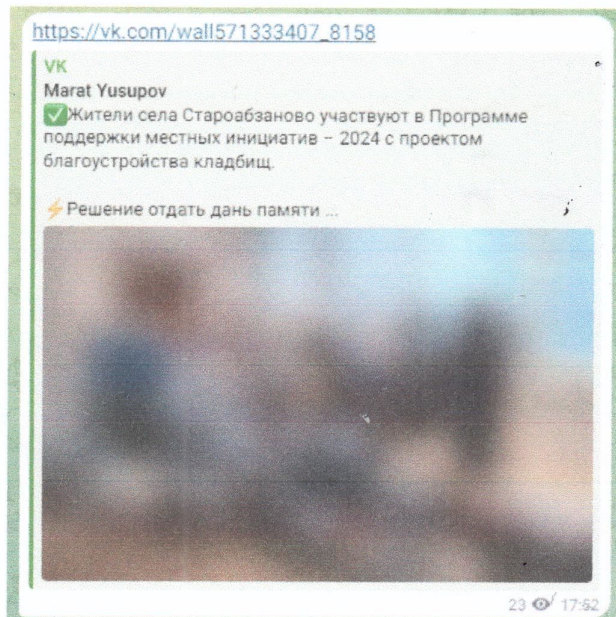 https://vk.com/wall571333407_8158
VK
Marat Yusupov
✅Жители села Староабзаново участвуют в Программе
поддержки местных инициатив – 2024 с проектом
благоустройства кладбищ.
⚡Решение отдать дань памяти ...
23 17:52